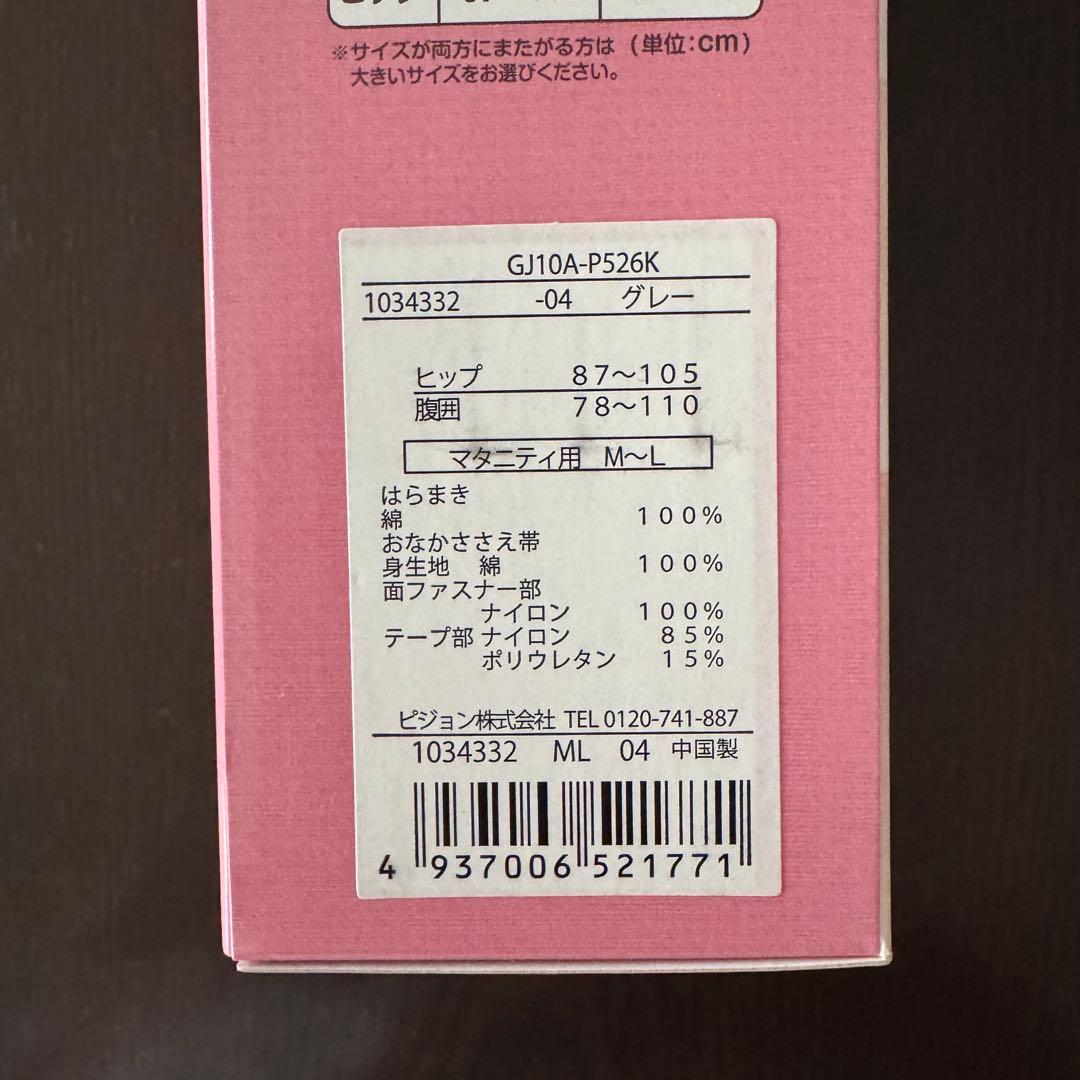 ※サイズが両方にまたがる方は (単位:cm)
大きいサイズをお選びください。
GJ10A-P526K
1034332 -04 グレー
ヒップ 87〜105
腹囲 78〜110
マタニティ用 M〜L
はらまき
綿 100%
おなかささえ帯
身生地 綿 100%
面ファスナー部
ナイロン 100%
テープ部 ナイロン 85%
ポリウレタン 15%
ピジョン株式会社 TEL 0120-741-887
1034332 ML 04 中国製
4 937006 521771